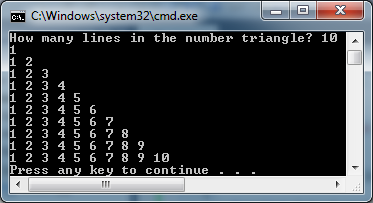 C:\Windows\system32\cmd.exe
How many lines in the number triangle? 10
1
1 2
1 2 3
1 2 3 4
1 2 3 4 5
1 2 3 4 5 6
1 2 3 4 5 6 7
1 2 3 4 5 6 7 8
1 2 3 4 5 6 7 8 9
1 2 3 4 5 6 7 8 9 10
Press any key to continue . . .